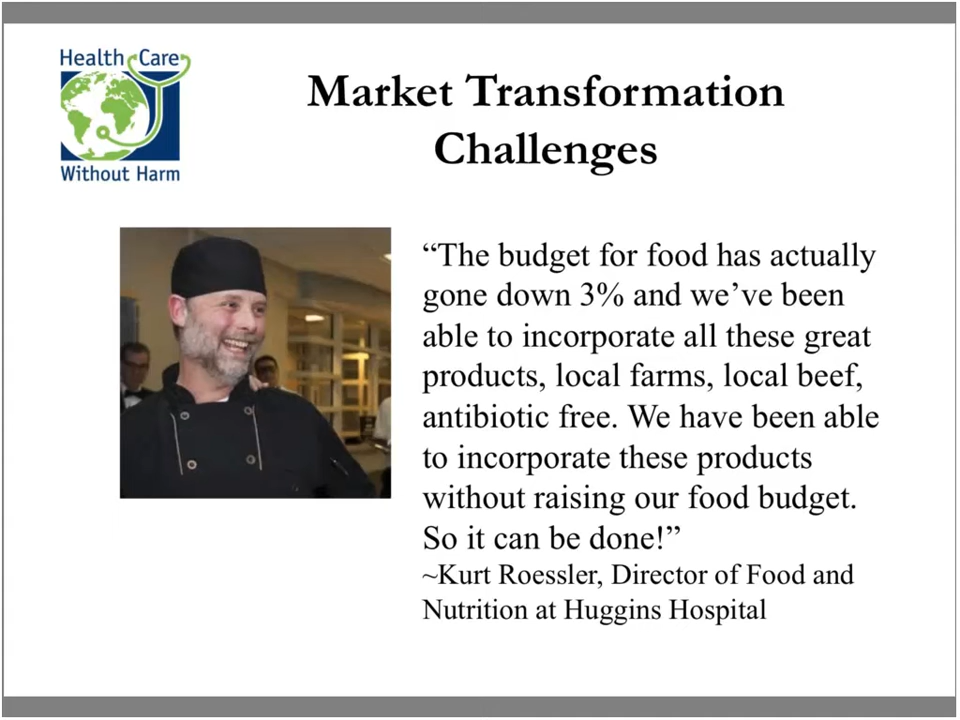 Health Care
Without Harm
Market Transformation
Challenges
“The budget for food has actually
gone down 3% and we’ve been
able to incorporate all these great
products, local farms, local beef,
antibiotic free. We have been able
to incorporate these products
without raising our food budget.
So it can be done!”
~Kurt Roessler, Director of Food and
Nutrition at Huggins Hospital